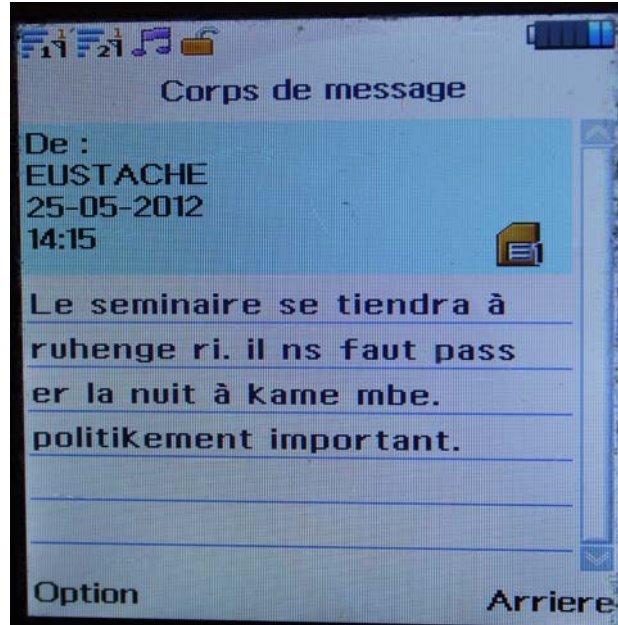 Corps de message
De :
EUSTACHE
25-05-2012
14:15
Le seminaire se tiendra à
ruhenge ri. il ns faut pass
er la nuit à kame mbe.
politikement important.
Option Arriere